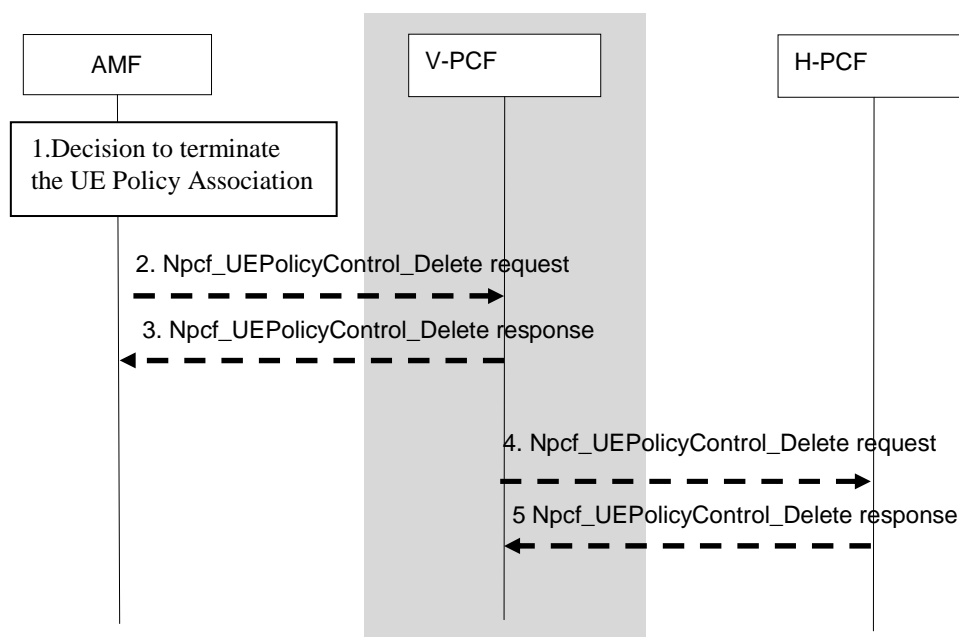 AMF
V-PCF
H-PCF
1.Decision to terminate
the UE Policy Association
2. Npcf_UEPolicyControl_Delete request
3. Npcf_UEPolicyControl_Delete response
4. Npcf_UEPolicyControl_Delete request
5 Npcf_UEPolicyControl_Delete response